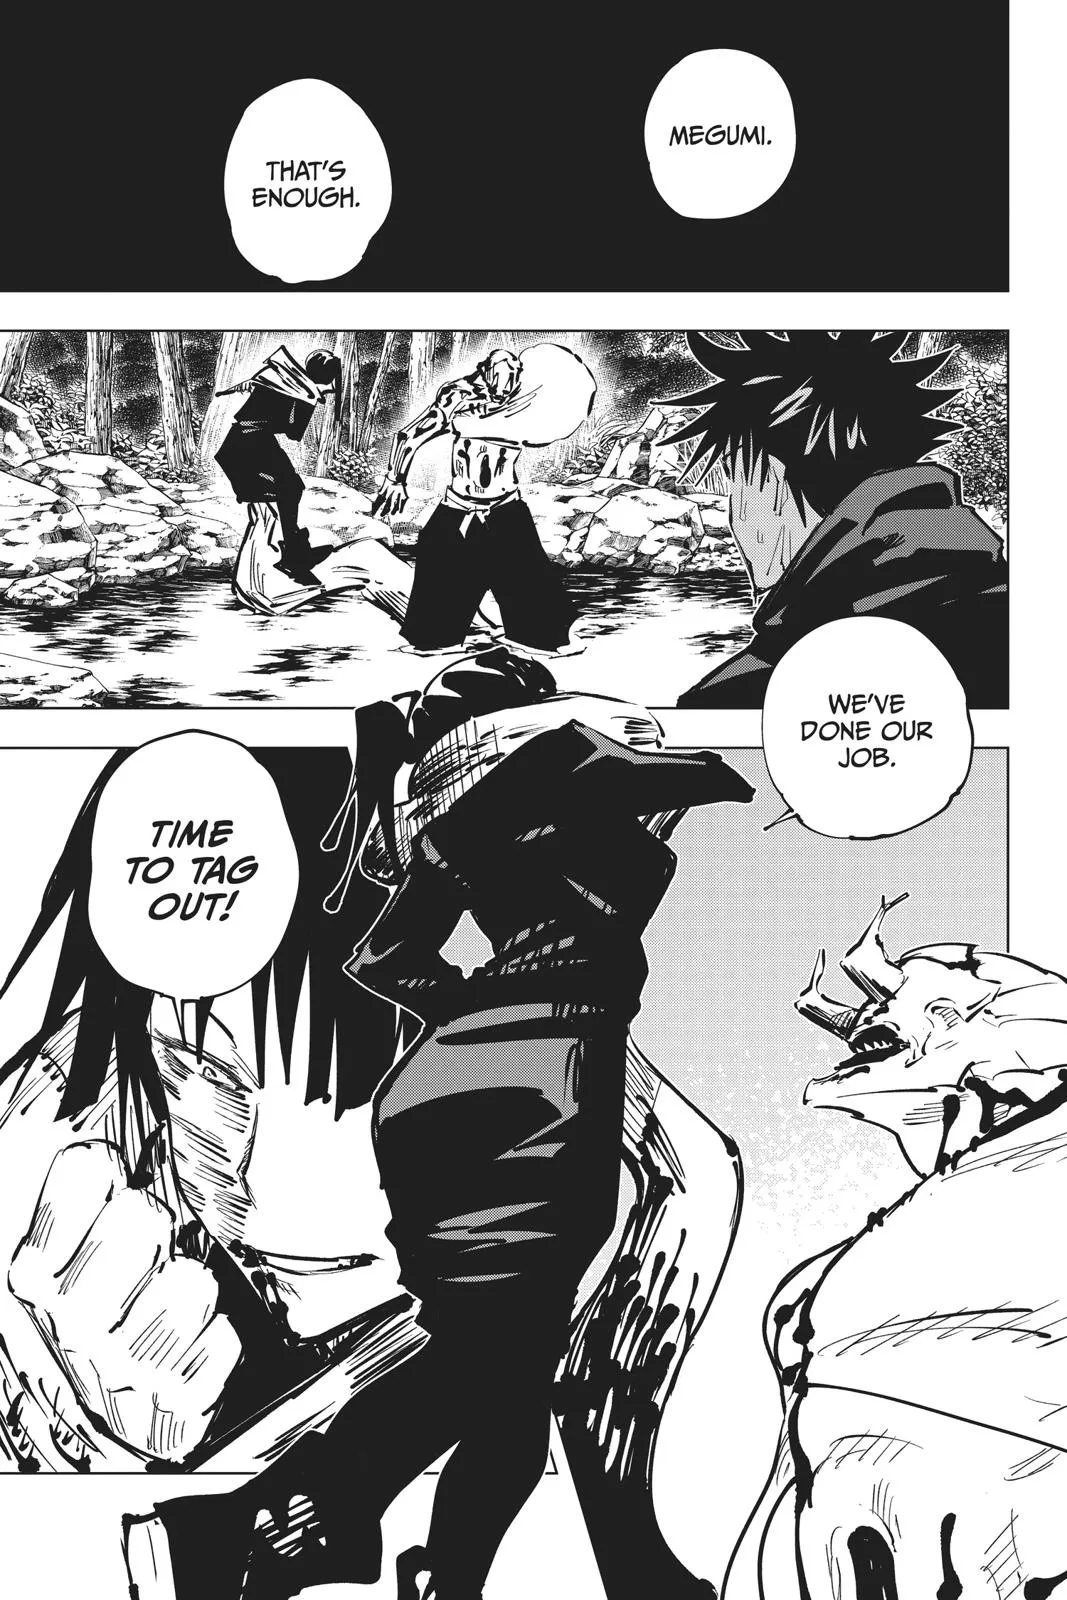 MEGUMI.
THAT'S
ENOUGH.
WE'VE
DONE OUR
JOB.
TIME
TO TAG
OUT!